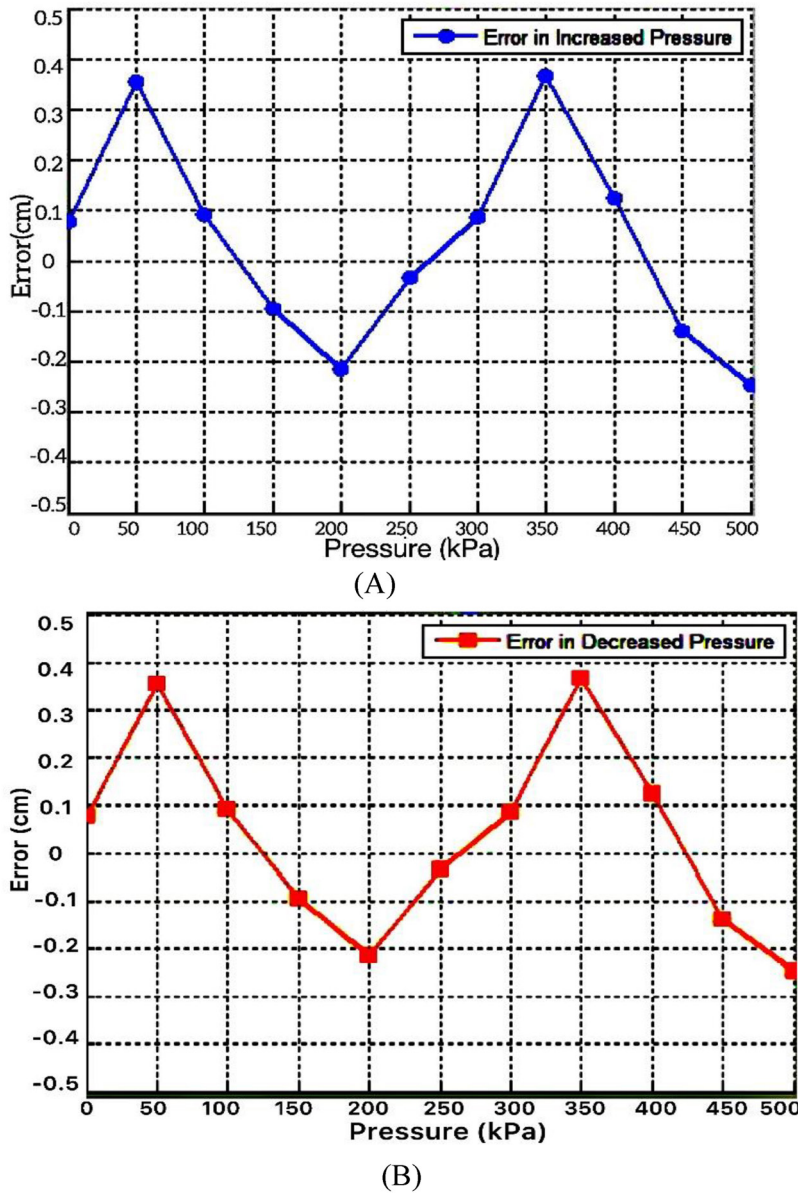 Error in Increased Pressure
0.5
0.4
0.3
0.2
0.1
0
-0.1
-0.2
-0.3
-0.4
-0.5
Error(cm)
0 50 100 150 200 250 300 350 400 450 500
Pressure (kPa)
(A)
Error in Decreased Pressure
0.5
0.4
0.3
0.2
0.1
0
-0.1
-0.2
-0.3
-0.4
-0.5
Error (cm)
0 50 100 150 200 250 300 350 400 450 500
Pressure (kPa)
(B)